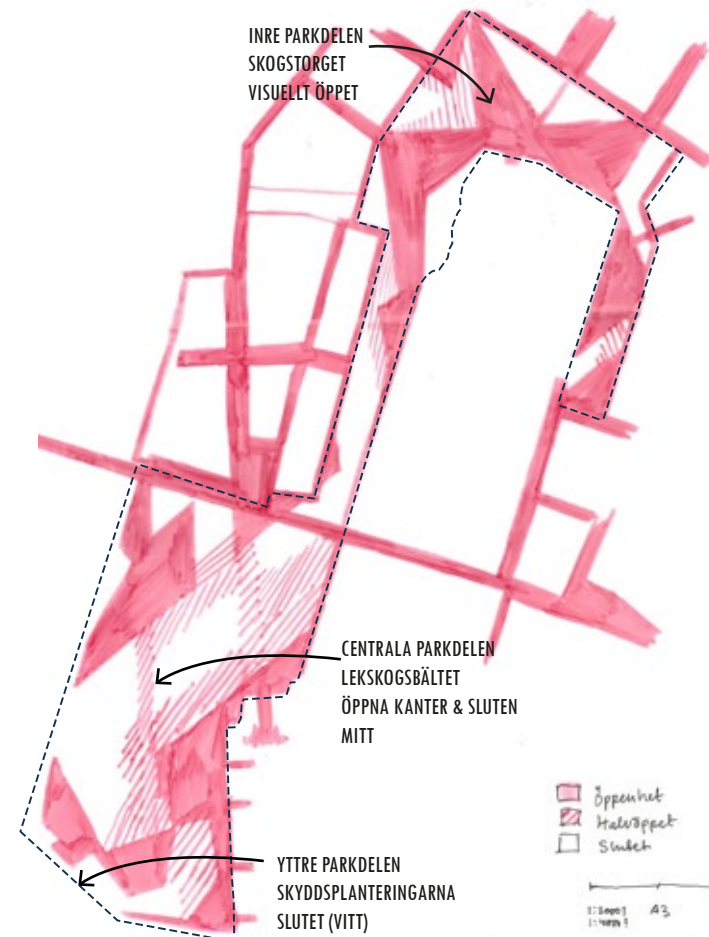 INRE PARKDELEN
SKOGSTORGET
VISUELLT ÖPPET
CENTRALA PARKDELEN
LEKSKOGSBÄLTET
ÖPPNA KANTER & SLUTEN
MITT
YTTRE PARKDELEN
SKYDDSPLANTERINGARNA
SLUTET (VITT)
Öppenhet
Halvöppet
Slutet
A3